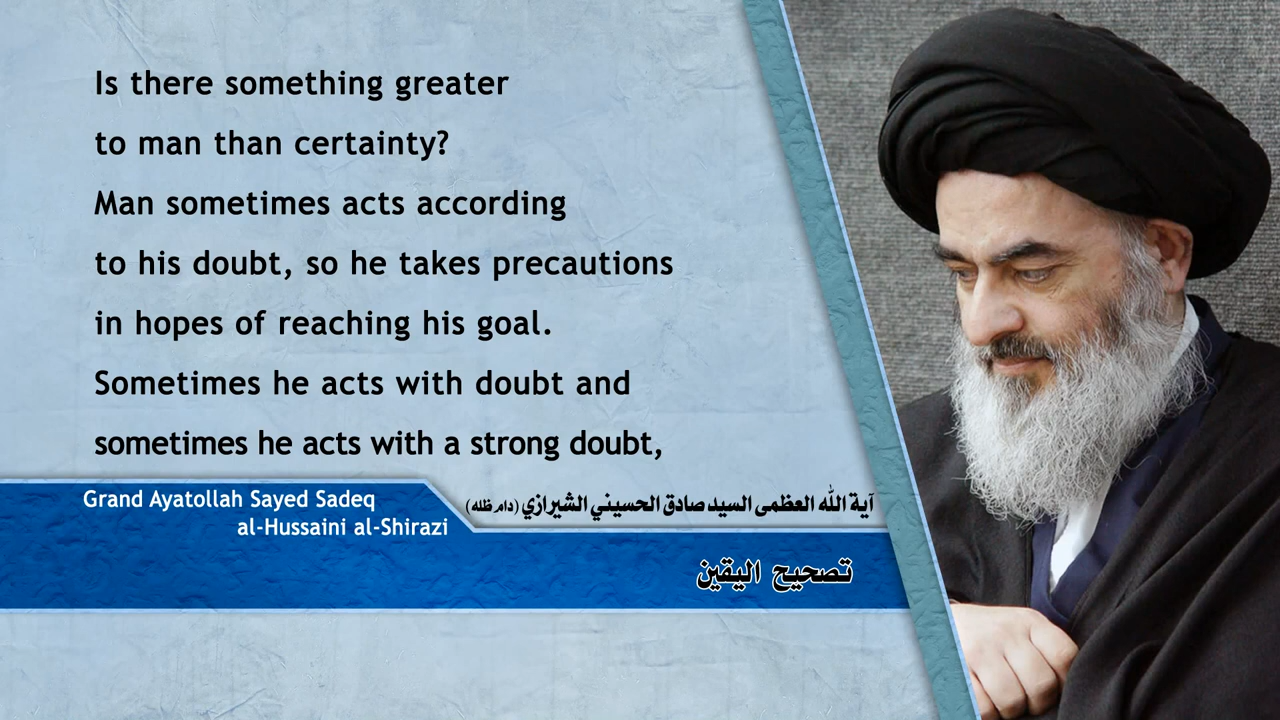 Is there something greater
to man than certainty?
Man sometimes acts according
to his doubt, so he takes precautions
in hopes of reaching his goal.
Sometimes he acts with doubt and
sometimes he acts with a strong doubt,
Grand Ayatollah Sayed Sadeq
al-Hussaini al-Shirazi
آية الله العظمى السيد صادق الحسيني الشيرازي (دام ظله)
تصحيح اليقين